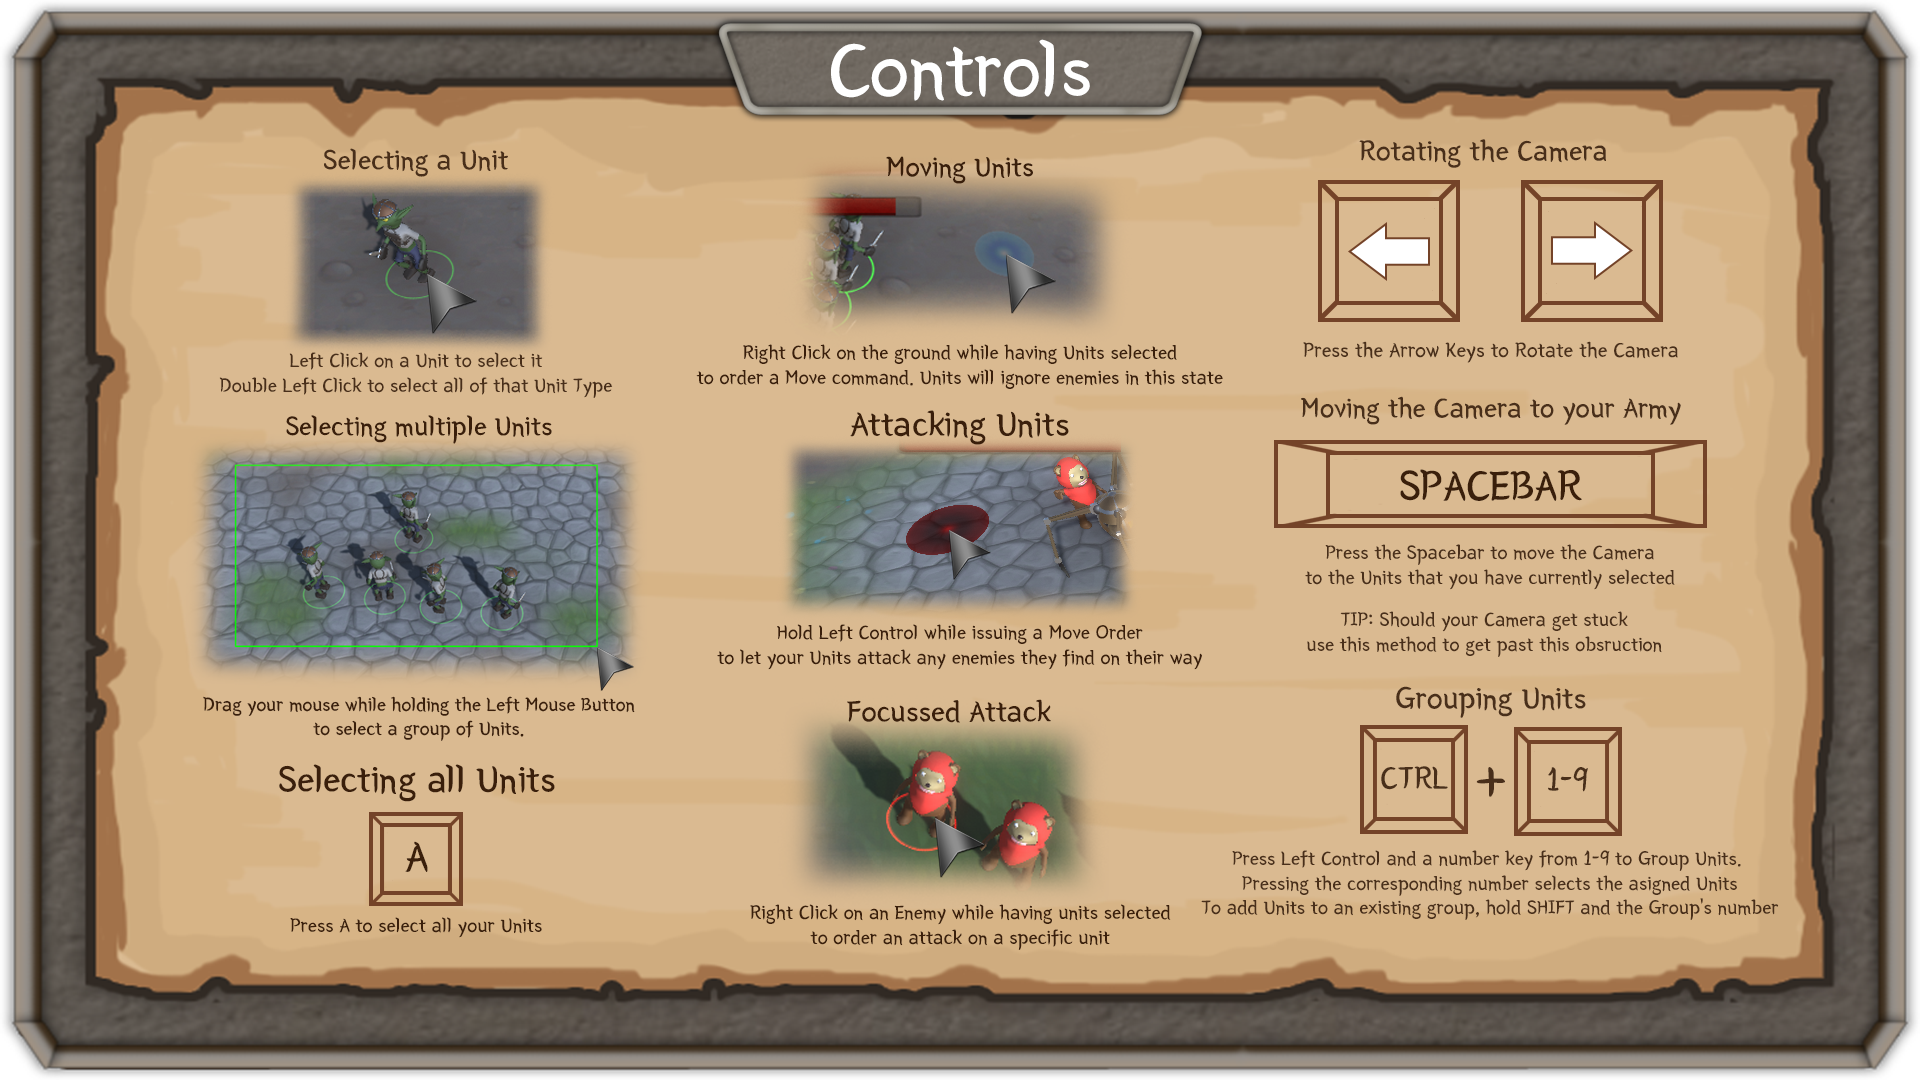 Controls
Selecting a Unit
Left Click on a Unit to select it
Double Left Click to select all of that Unit Type
Selecting multiple Units
Drag your mouse while holding the Left Mouse Button
to select a group of Units.
Selecting all Units
A
Press A to select all your Units
Moving Units
Right Click on the ground while having Units selected
to order a Move command. Units will ignore enemies in this state
Attacking Units
Hold Left Control while issuing a Move Order
to let your Units attack any enemies they find on their way
Focussed Attack
Right Click on an Enemy while having units selected
to order an attack on a specific unit
Rotating the Camera
Press the Arrow Keys to Rotate the Camera
Moving the Camera to your Army
SPACEBAR
Press the Spacebar to move the Camera
to the Units that you have currently selected
TIP: Should your Camera get stuck
use this method to get past this obsruction
Grouping Units
CTRL + 1-9
Press Left Control and a number key from 1-9 to Group Units.
Pressing the corresponding number selects the asigned Units
To add Units to an existing group, hold SHIFT and the Group's number